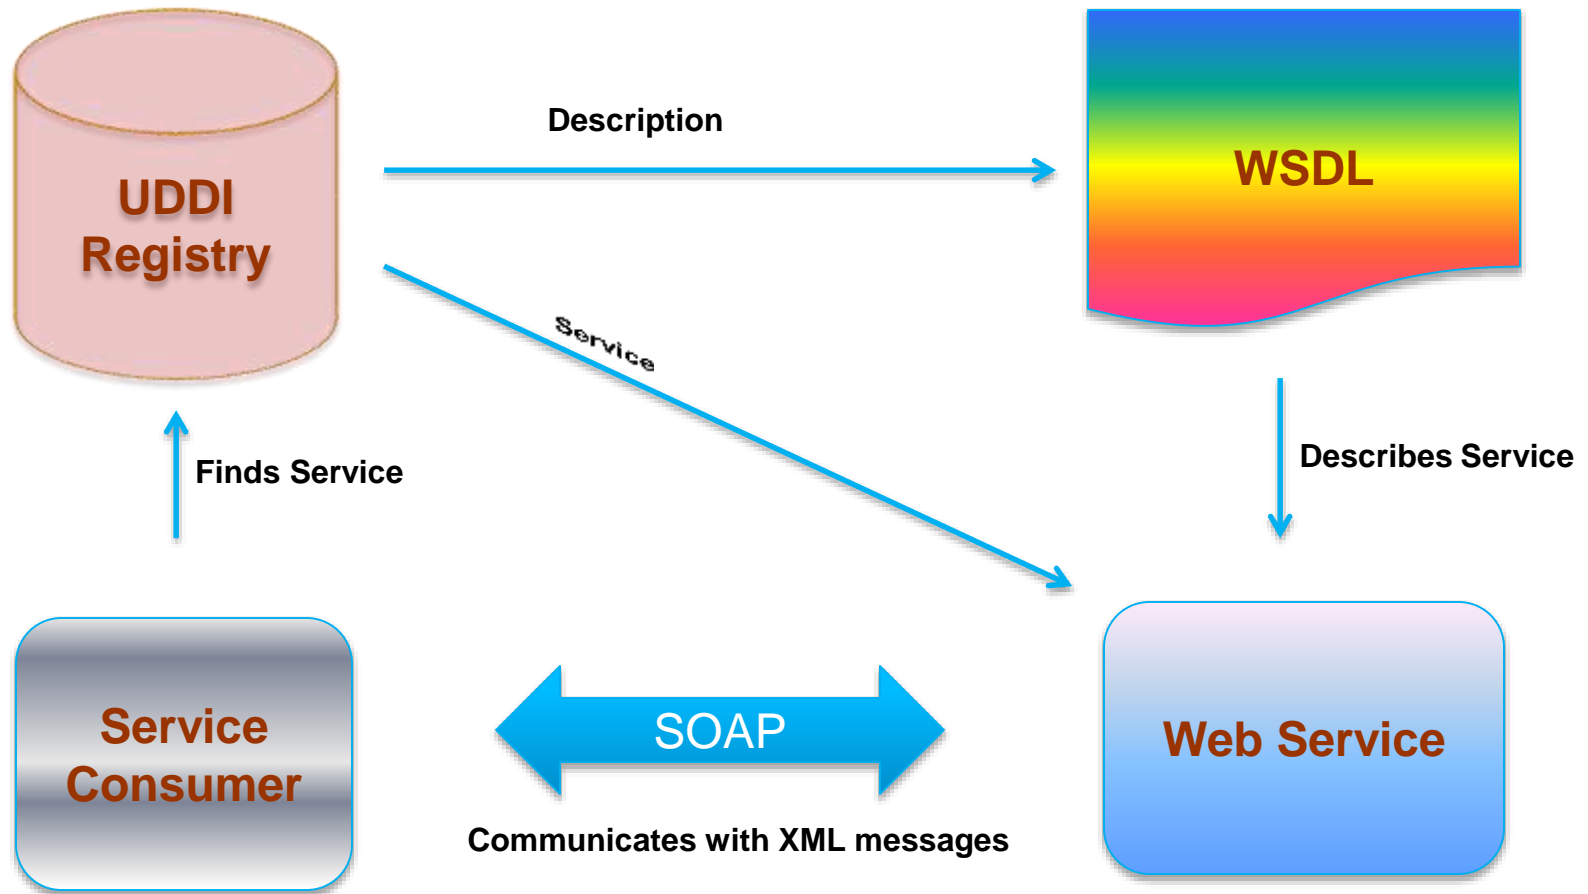 Description
UDDI
Registry
WSDL
Service
Finds Service
Describes Service
Service
Consumer
SOAP
Web Service
Communicates with XML messages